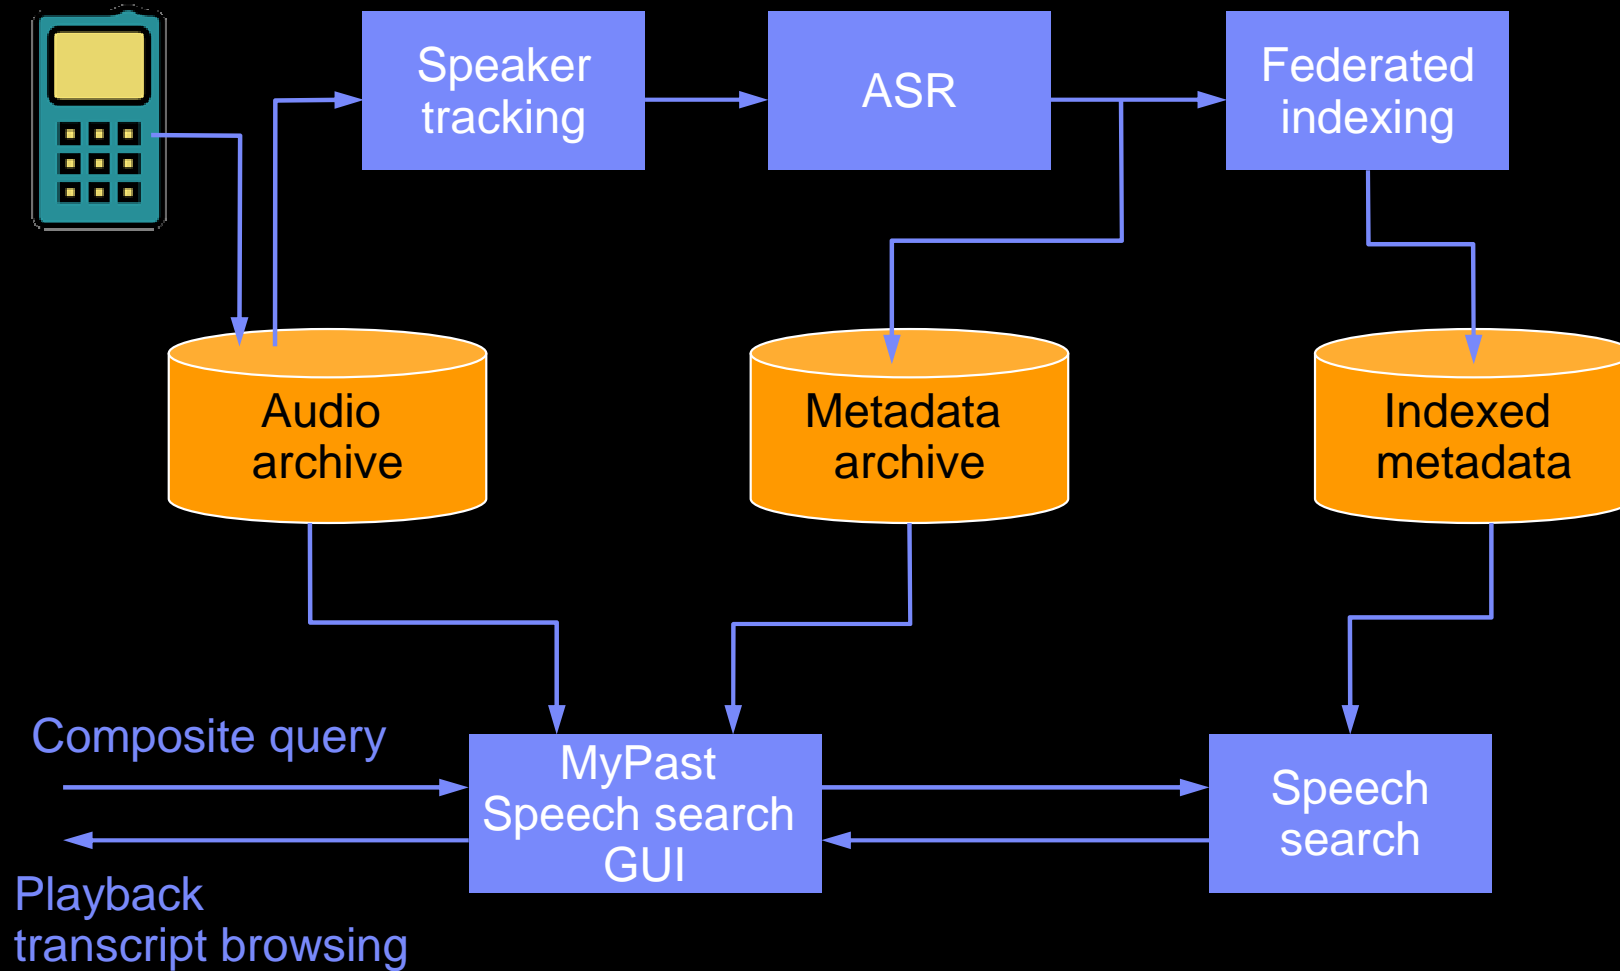 Speaker
tracking
ASR
Federated
indexing
Audio
archive
Metadata
archive
Indexed
metadata
Composite query
MyPast
Speech search
GUI
Speech
search
Playback
transcript browsing